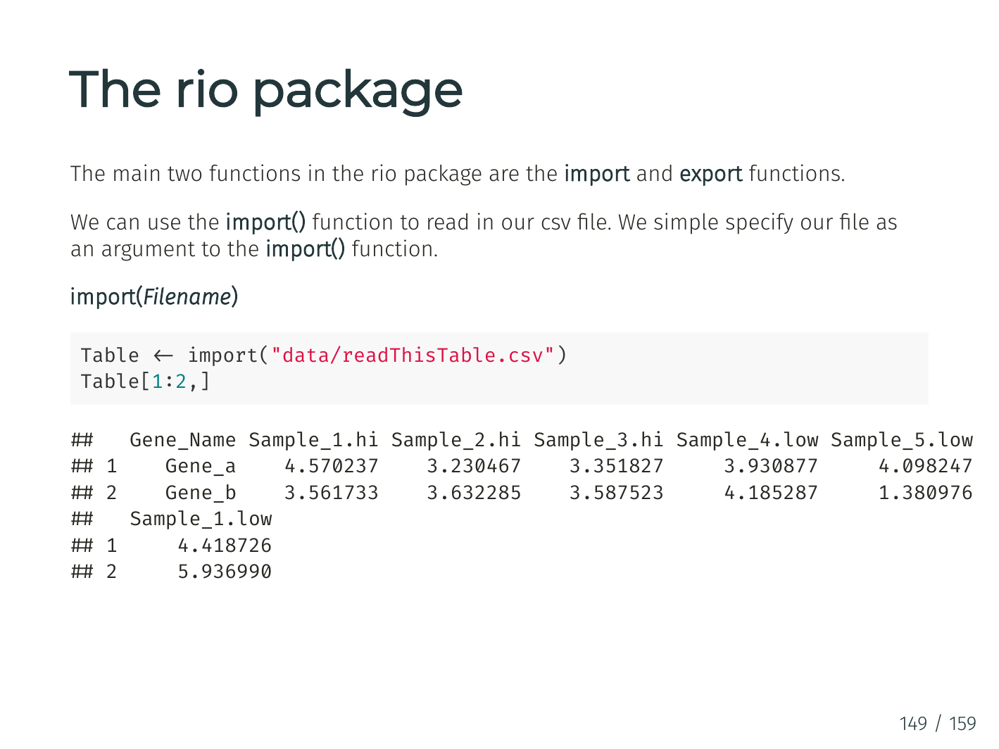 The rio package
The main two functions in the rio package are the import and export functions.
We can use the import() function to read in our csv file. We simple specify our file as
an argument to the import() function.
import(Filename)
Table <- import("data/readThisTable.csv")
Table[1:2,]
##   Gene_Name Sample_1.hi Sample_2.hi Sample_3.hi Sample_4.low Sample_5.low
## 1    Gene_a    4.570237    3.230467    3.351827     3.930877     4.098247
## 2    Gene_b    3.561733    3.632285    3.587523     4.185287     1.380976
##   Sample_1.low
## 1     4.418726
## 2     5.936990
149 / 159